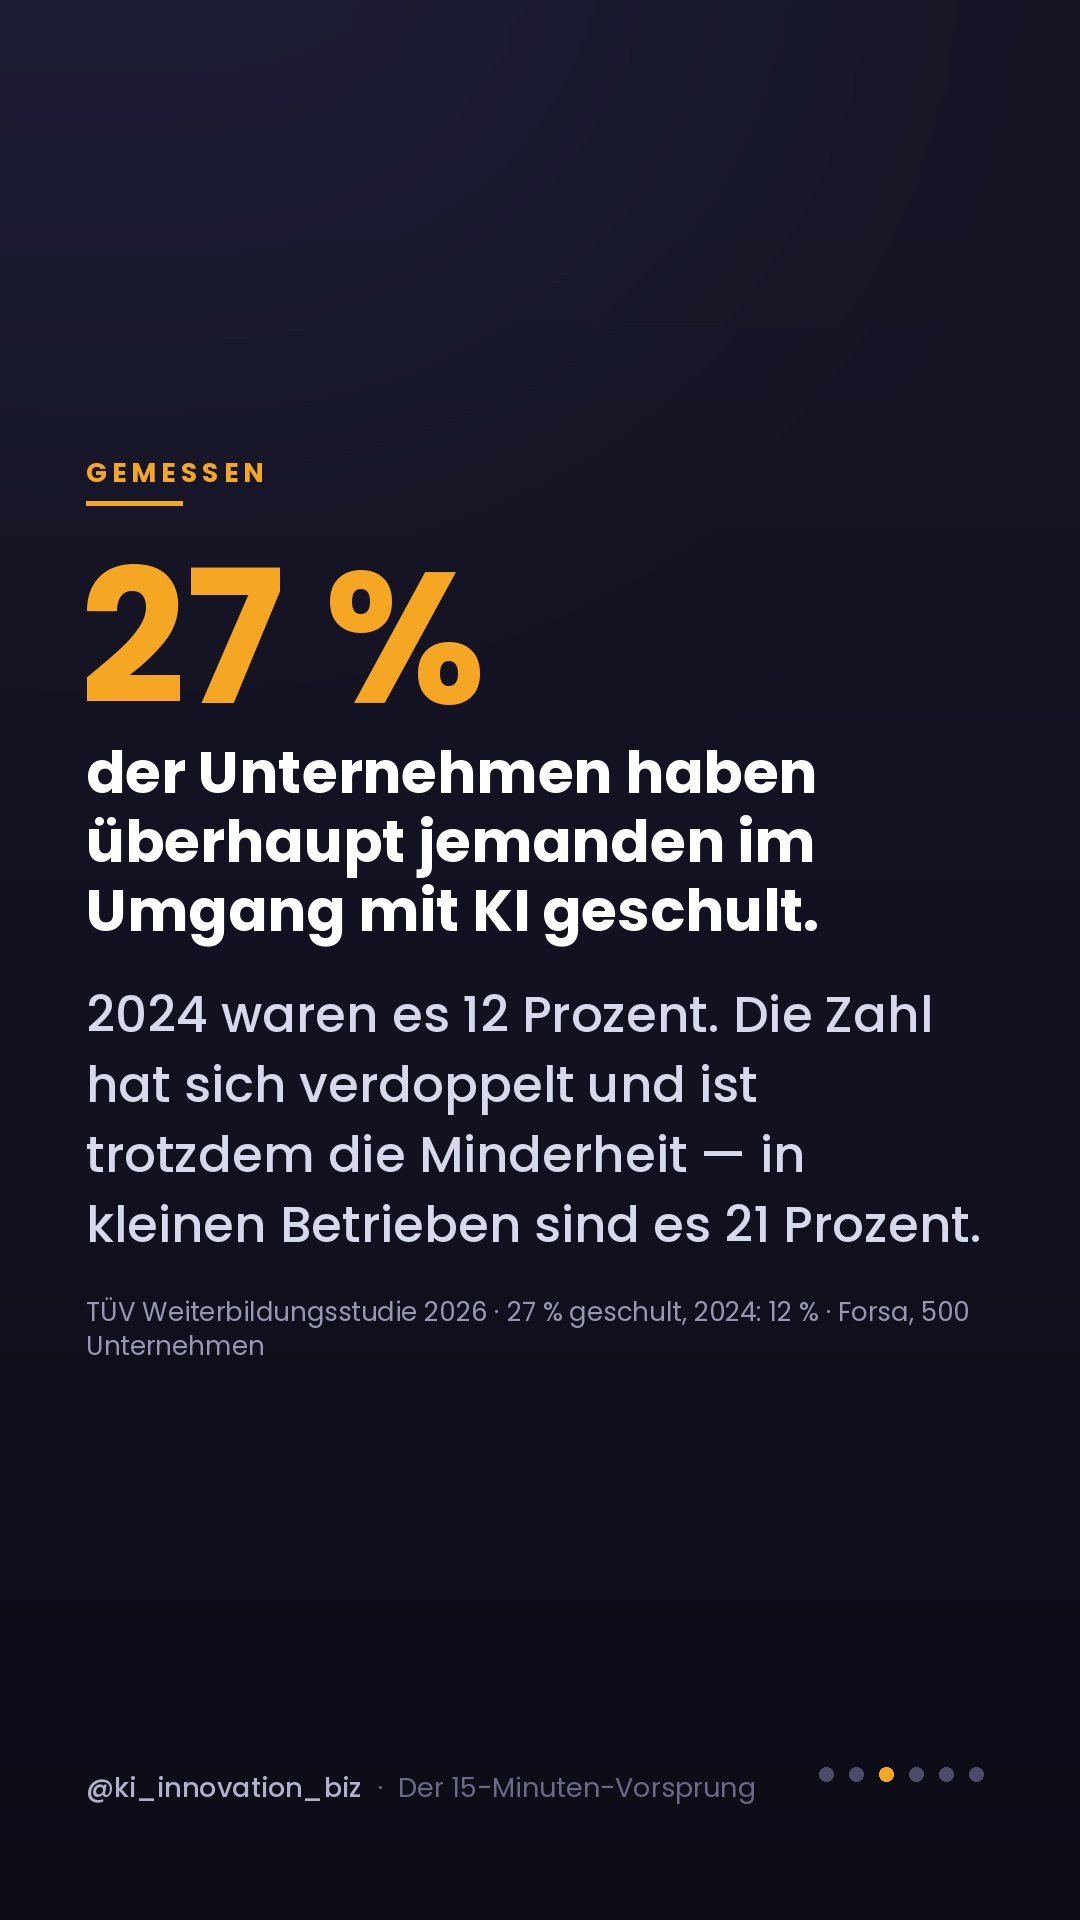 GEMESSEN
27 %
der Unternehmen haben
überhaupt jemanden im
Umgang mit KI geschult.
2024 waren es 12 Prozent. Die Zahl
hat sich verdoppelt und ist
trotzdem die Minderheit — in
kleinen Betrieben sind es 21 Prozent.
TÜV Weiterbildungsstudie 2026 · 27 % geschult, 2024: 12 % · Forsa, 500
Unternehmen
@ki_innovation_biz · Der 15-Minuten-Vorsprung